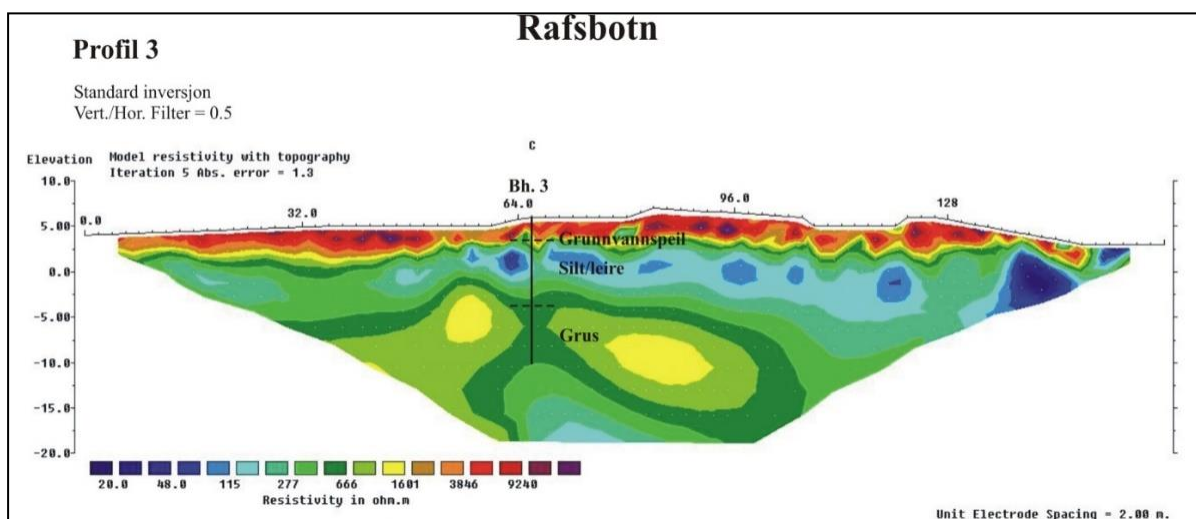 Rafsbotn
Profil 3
Standard inversjon
Vert./Hor. Filter = 0.5
C
Elevation Model resistivity with topography
Iteration 5 Abs. error = 1.3
Bh. 3
10.0
5.00
0.0
-5.00
-10.0
-15.0
-20.0
0.0 32.0 64.0 96.0 128
Grunnvannspeil
Silt/leire
Grus
20.0 48.0 115 277 666 1601 3846 9240
Resistivity in ohm.m
Unit Electrode Spacing = 2.00 m.